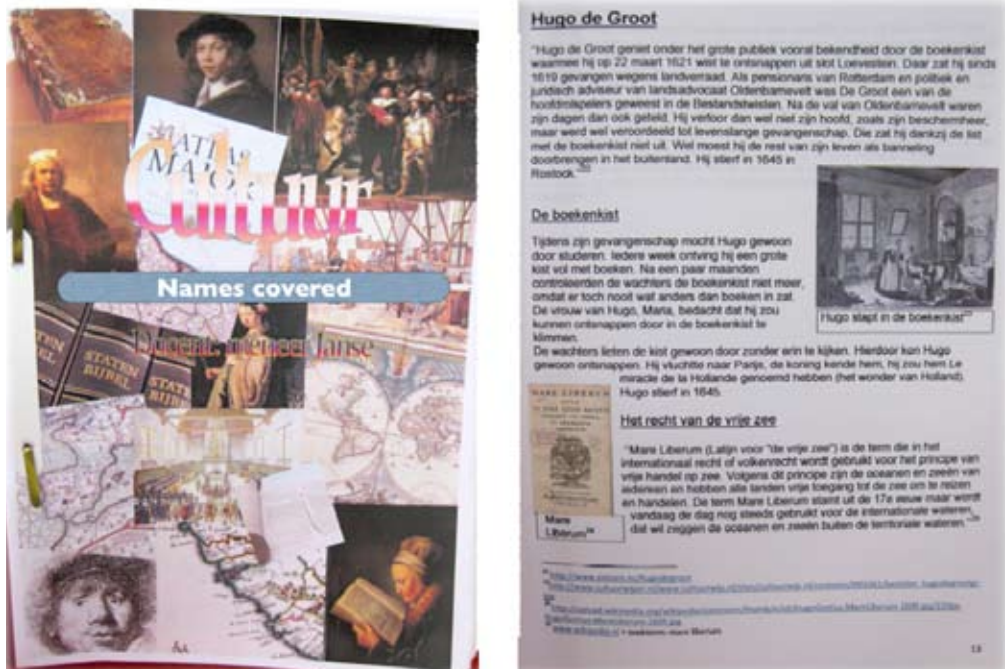 ATLAS
MAIOR
Cultuur
Names covered
Docent: meneer Janse
STATEN
BIJBEL
STATEN
BIJBEL
Hugo de Groot
"Hugo de Groot geniet onder het grote publiek vooral bekendheid door de boekenkist
waarmee hij op 22 maart 1621 wist te ontsnappen uit slot Loevestein. Daar zat hij sinds
1619 gevangen wegens landverraad. Als pensionaris van Rotterdam en politiek en
juridisch adviseur van landsadvocaat Oldenbarnevelt was De Groot een van de
hoofdrolspelers geweest in de Bestandstwisten. Na de val van Oldenbarnevelt waren
zijn dagen dan ook geteld. Hij verloor dan wel niet zijn hoofd, zoals zijn beschermheer,
maar werd wel veroordeeld tot levenslange gevangenschap. Die zat hij dankzij de list
met de boekenkist niet uit. Wel moest hij de rest van zijn leven als banneling
doorbrengen in het buitenland. Hij stierf in 1645 in
Rostock."
De boekenkist
Tijdens zijn gevangenschap mocht Hugo gewoon
door studeren. Iedere week ontving hij een grote
kist vol met boeken. Na een paar maanden
controleerden de wachters de boekenkist niet meer,
omdat er toch nooit wat anders dan boeken in zat.
De vrouw van Hugo, Maria, bedacht dat hij zou
kunnen ontsnappen door in de boekenkist te
klimmen.
Hugo stapt in de boekenkist
De wachters lieten de kist gewoon door zonder erin te kijken. Hierdoor kon Hugo
gewoon ontsnappen. Hij vluchtte naar Parijs, de koning kende hem, hij zou hem Le
miracle de la Hollande genoemd hebben (het wonder van Holland).
Hugo stierf in 1645.
MARE LIBERUM
Het recht van de vrije zee
"Mare Liberum (Latijn voor "de vrije zee") is de term die in het
internationaal recht of volkenrecht wordt gebruikt voor het principe van
vrije handel op zee. Volgens dit principe zijn de oceanen en zeeën van
iedereen en hebben alle landen vrije toegang tot de zee om te reizen
en handelen. De term Mare Liberum stamt uit de 17e eeuw maar wordt
vandaag de dag nog steeds gebruikt voor de internationale wateren,
dat wil zeggen de oceanen en zeeën buiten de territoriale wateren."
Mare
Liberum
www.wikipedia.nl > zoekterm: mare liberum